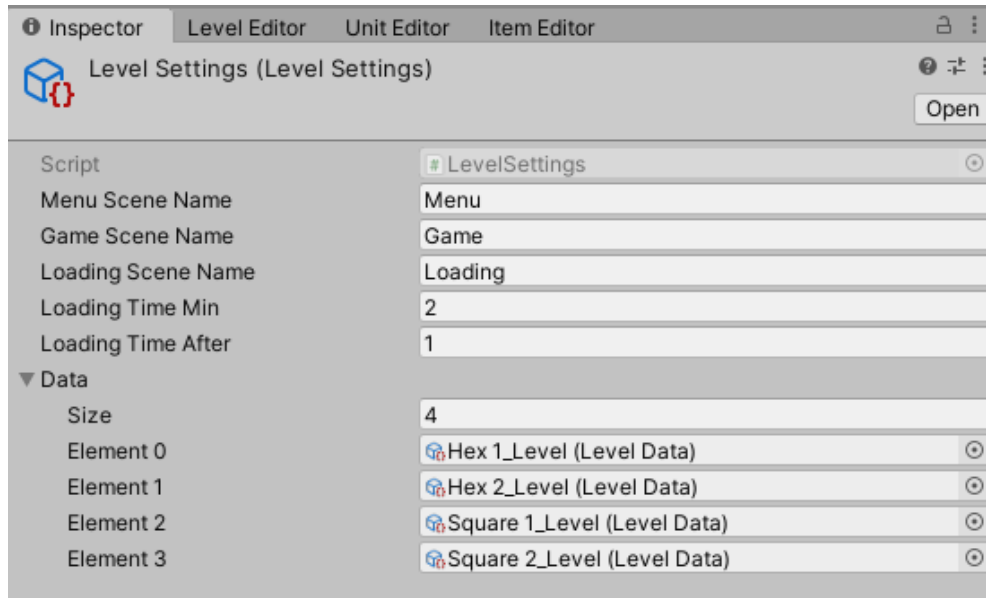 Inspector Level Editor Unit Editor Item Editor
Level Settings (Level Settings)
Open
Script # LevelSettings
Menu Scene Name Menu
Game Scene Name Game
Loading Scene Name Loading
Loading Time Min 2
Loading Time After 1
Data
Size 4
Element 0 Hex 1_Level (Level Data)
Element 1 Hex 2_Level (Level Data)
Element 2 Square 1_Level (Level Data)
Element 3 Square 2_Level (Level Data)